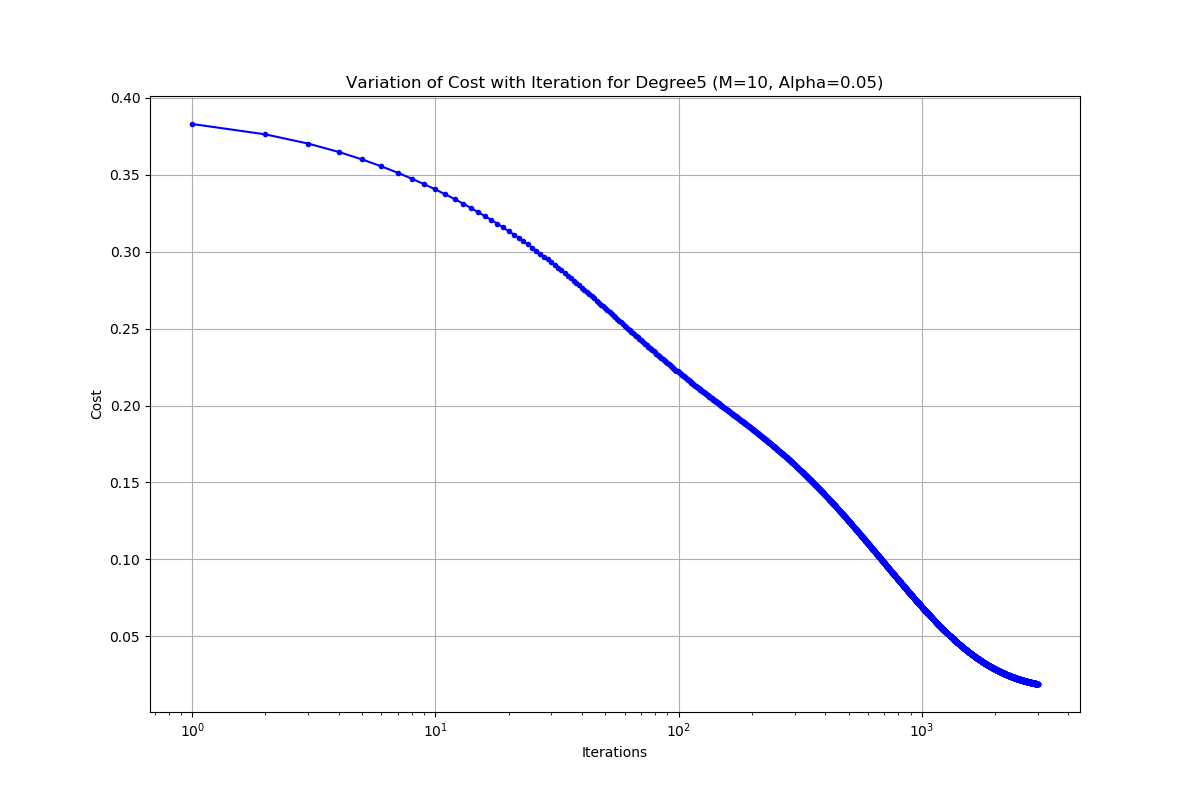 Variation of Cost with Iteration for Degree5 (M=10, Alpha=0.05)
0.40
0.35
0.30
0.25
0.20
0.15
0.10
0.05
Cost
10⁰ 10¹ 10² 10³
Iterations